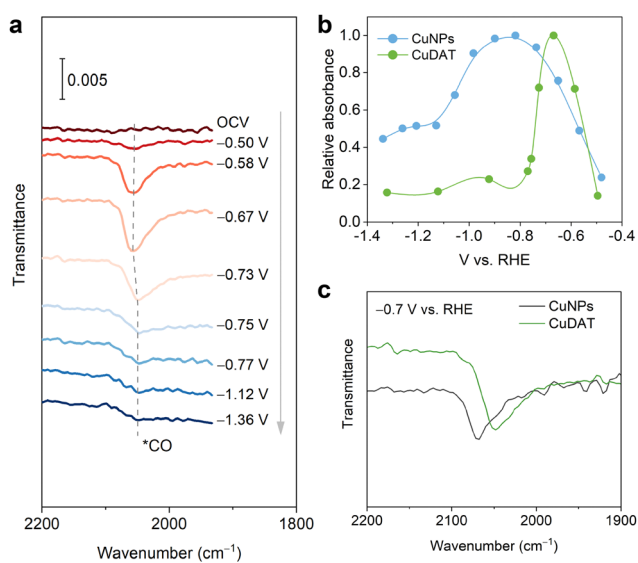 a
0.005
OCV
−0.50 V
−0.58 V
−0.67 V
−0.73 V
−0.75 V
−0.77 V
−1.12 V
−1.36 V
*CO
Transmittance
2200 2000 1800
Wavenumber (cm⁻¹)
b
CuNPs
CuDAT
Relative absorbance
1.0
0.8
0.6
0.4
0.2
0.0
-1.4 -1.2 -1.0 -0.8 -0.6 -0.4
V vs. RHE
c
−0.7 V vs. RHE
CuNPs
CuDAT
Transmittance
2200 2100 2000 1900
Wavenumber (cm⁻¹)